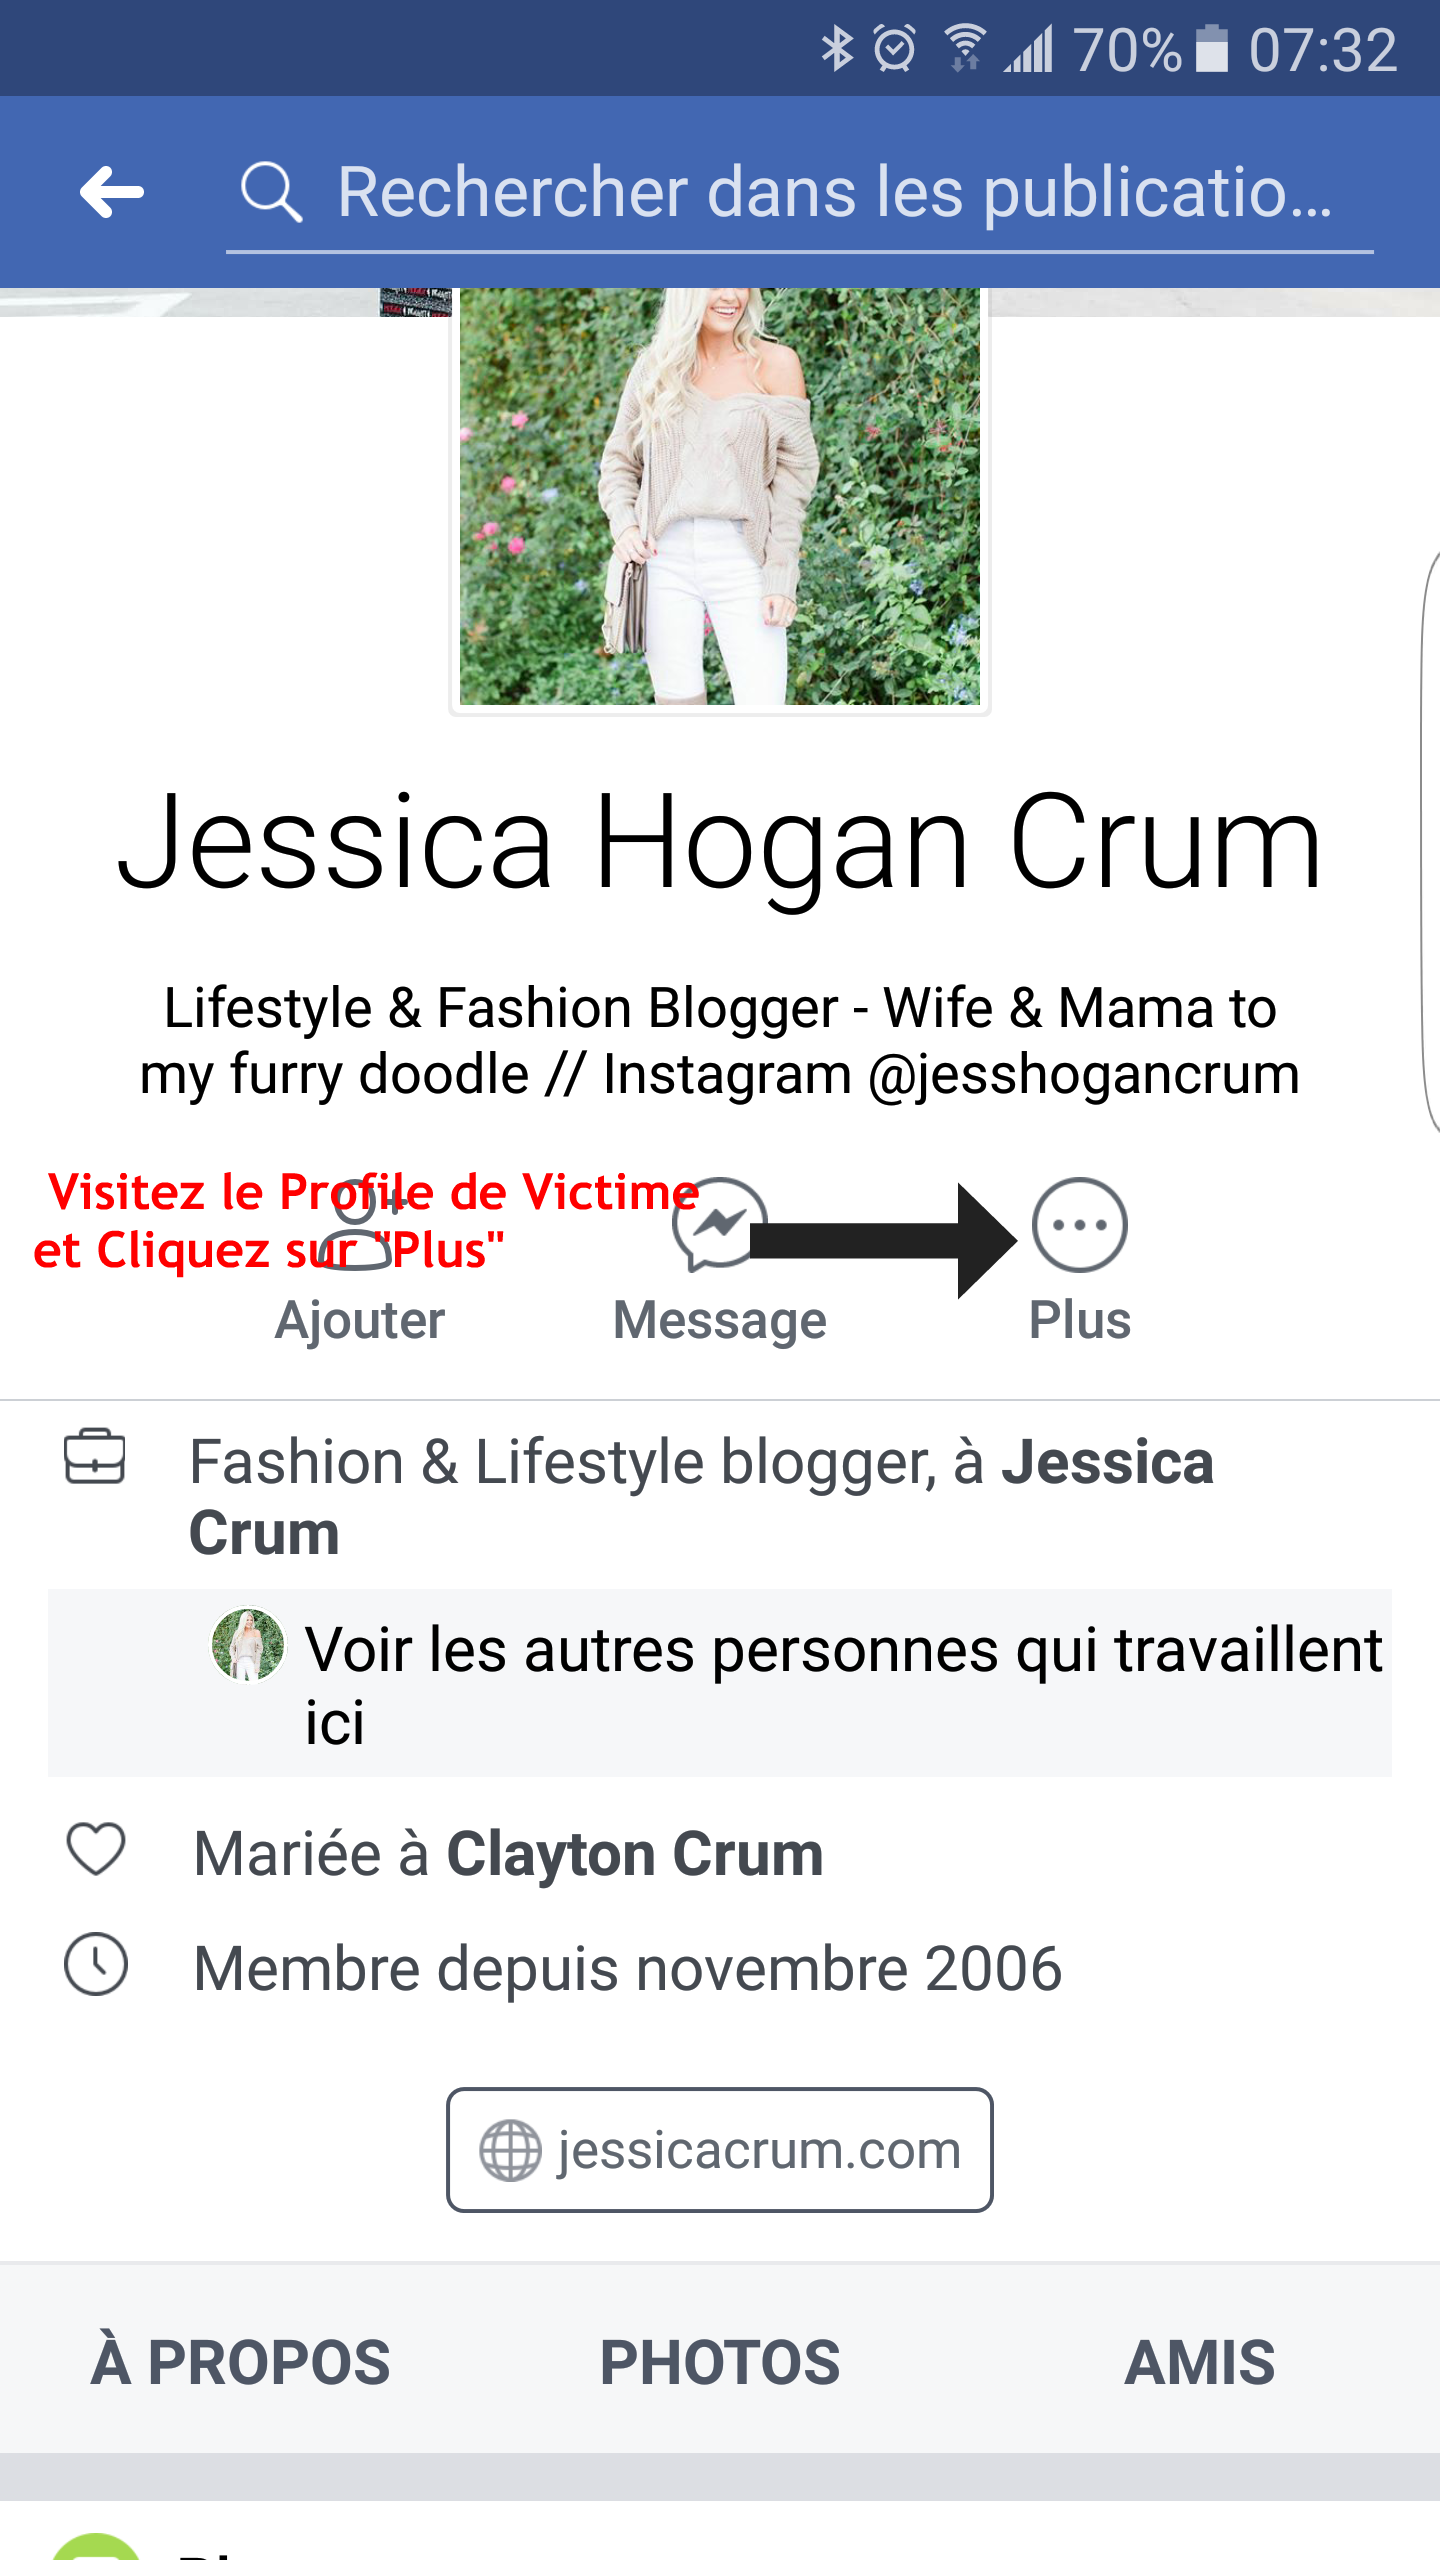 70% 07:32
Rechercher dans les publicatio...
Jessica Hogan Crum
Lifestyle & Fashion Blogger - Wife & Mama to
my furry doodle // Instagram @jesshogancrum
Visitez le Profile de Victime
et Cliquez sur "Plus"
Ajouter Message Plus
Fashion & Lifestyle blogger, à Jessica
Crum
Voir les autres personnes qui travaillent
ici
Mariée à Clayton Crum
Membre depuis novembre 2006
jessicacrum.com
À PROPOS PHOTOS AMIS